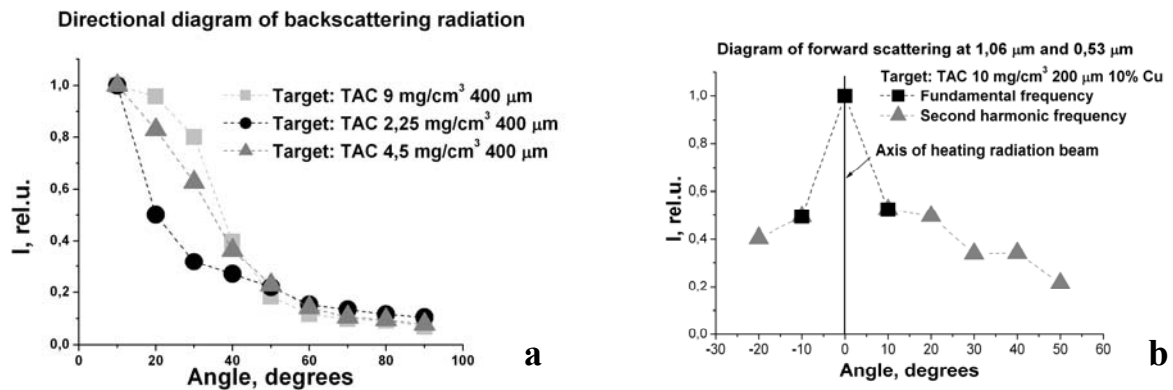 Directional diagram of backscattering radiation
1,0
0,8
0,6
0,4
0,2
0,0
I, rel.u.
Target: TAC 9 mg/cm³ 400 μm
Target: TAC 2,25 mg/cm³ 400 μm
Target: TAC 4,5 mg/cm³ 400 μm
0 20 40 60 80 100
Angle, degrees
a
Diagram of forward scattering at 1,06 μm and 0,53 μm
Target: TAC 10 mg/cm³ 200 μm 10% Cu
Fundamental frequency
Second harmonic frequency
Axis of heating radiation beam
1,0
0,8
0,6
0,4
0,2
0,0
I, rel.u.
-30 -20 -10 0 10 20 30 40 50 60
Angle, degrees
b